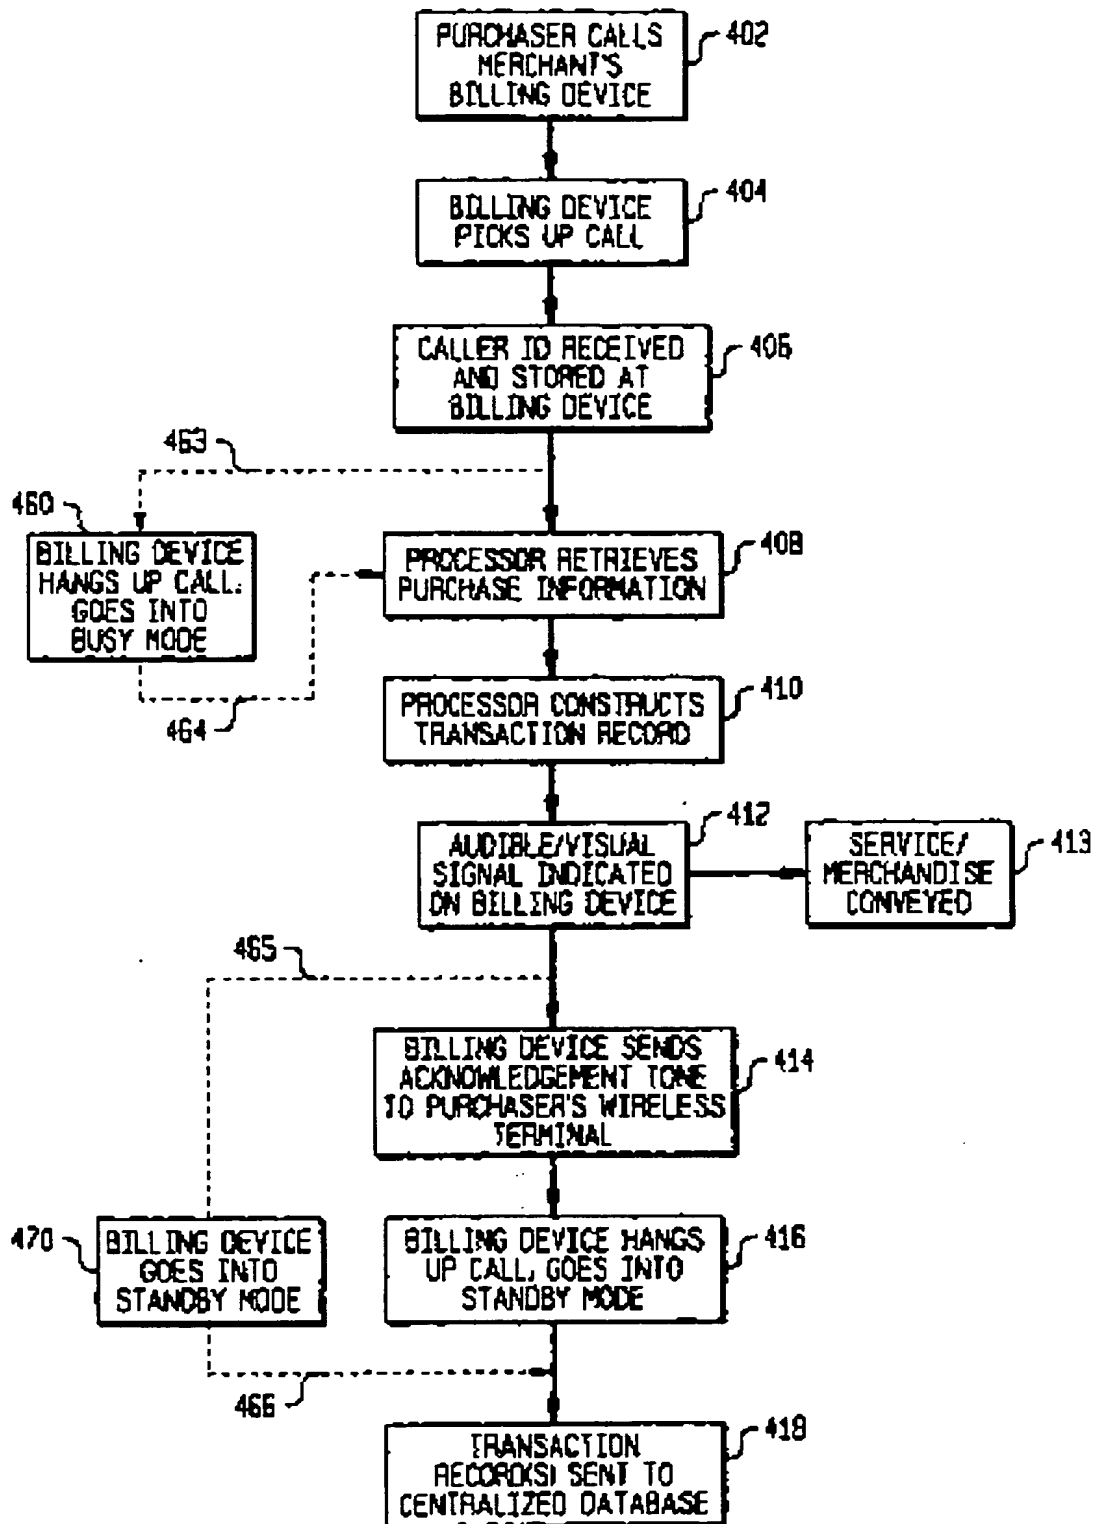 PURCHASER CALLS
MERCHANT'S
BILLING DEVICE
402
BILLING DEVICE
PICKS UP CALL
404
CALLER ID RECEIVED
AND STORED AT
BILLING DEVICE
406
463
460
BILLING DEVICE
HANGS UP CALL,
GOES INTO
BUSY MODE
PROCESSOR RETRIEVES
PURCHASE INFORMATION
408
464
PROCESSOR CONSTRUCTS
TRANSACTION RECORD
410
AUDIBLE/VISUAL
SIGNAL INDICATED
ON BILLING DEVICE
412
SERVICE/
MERCHANDISE
CONVEYED
413
465
BILLING DEVICE SENDS
ACKNOWLEDGEMENT TONE
TO PURCHASER'S WIRELESS
TERMINAL
414
470
BILLING DEVICE
GOES INTO
STANDBY MODE
BILLING DEVICE HANGS
UP CALL, GOES INTO
STANDBY MODE
416
466
TRANSACTION
RECORD(S) SENT TO
CENTRALIZED DATABASE
418